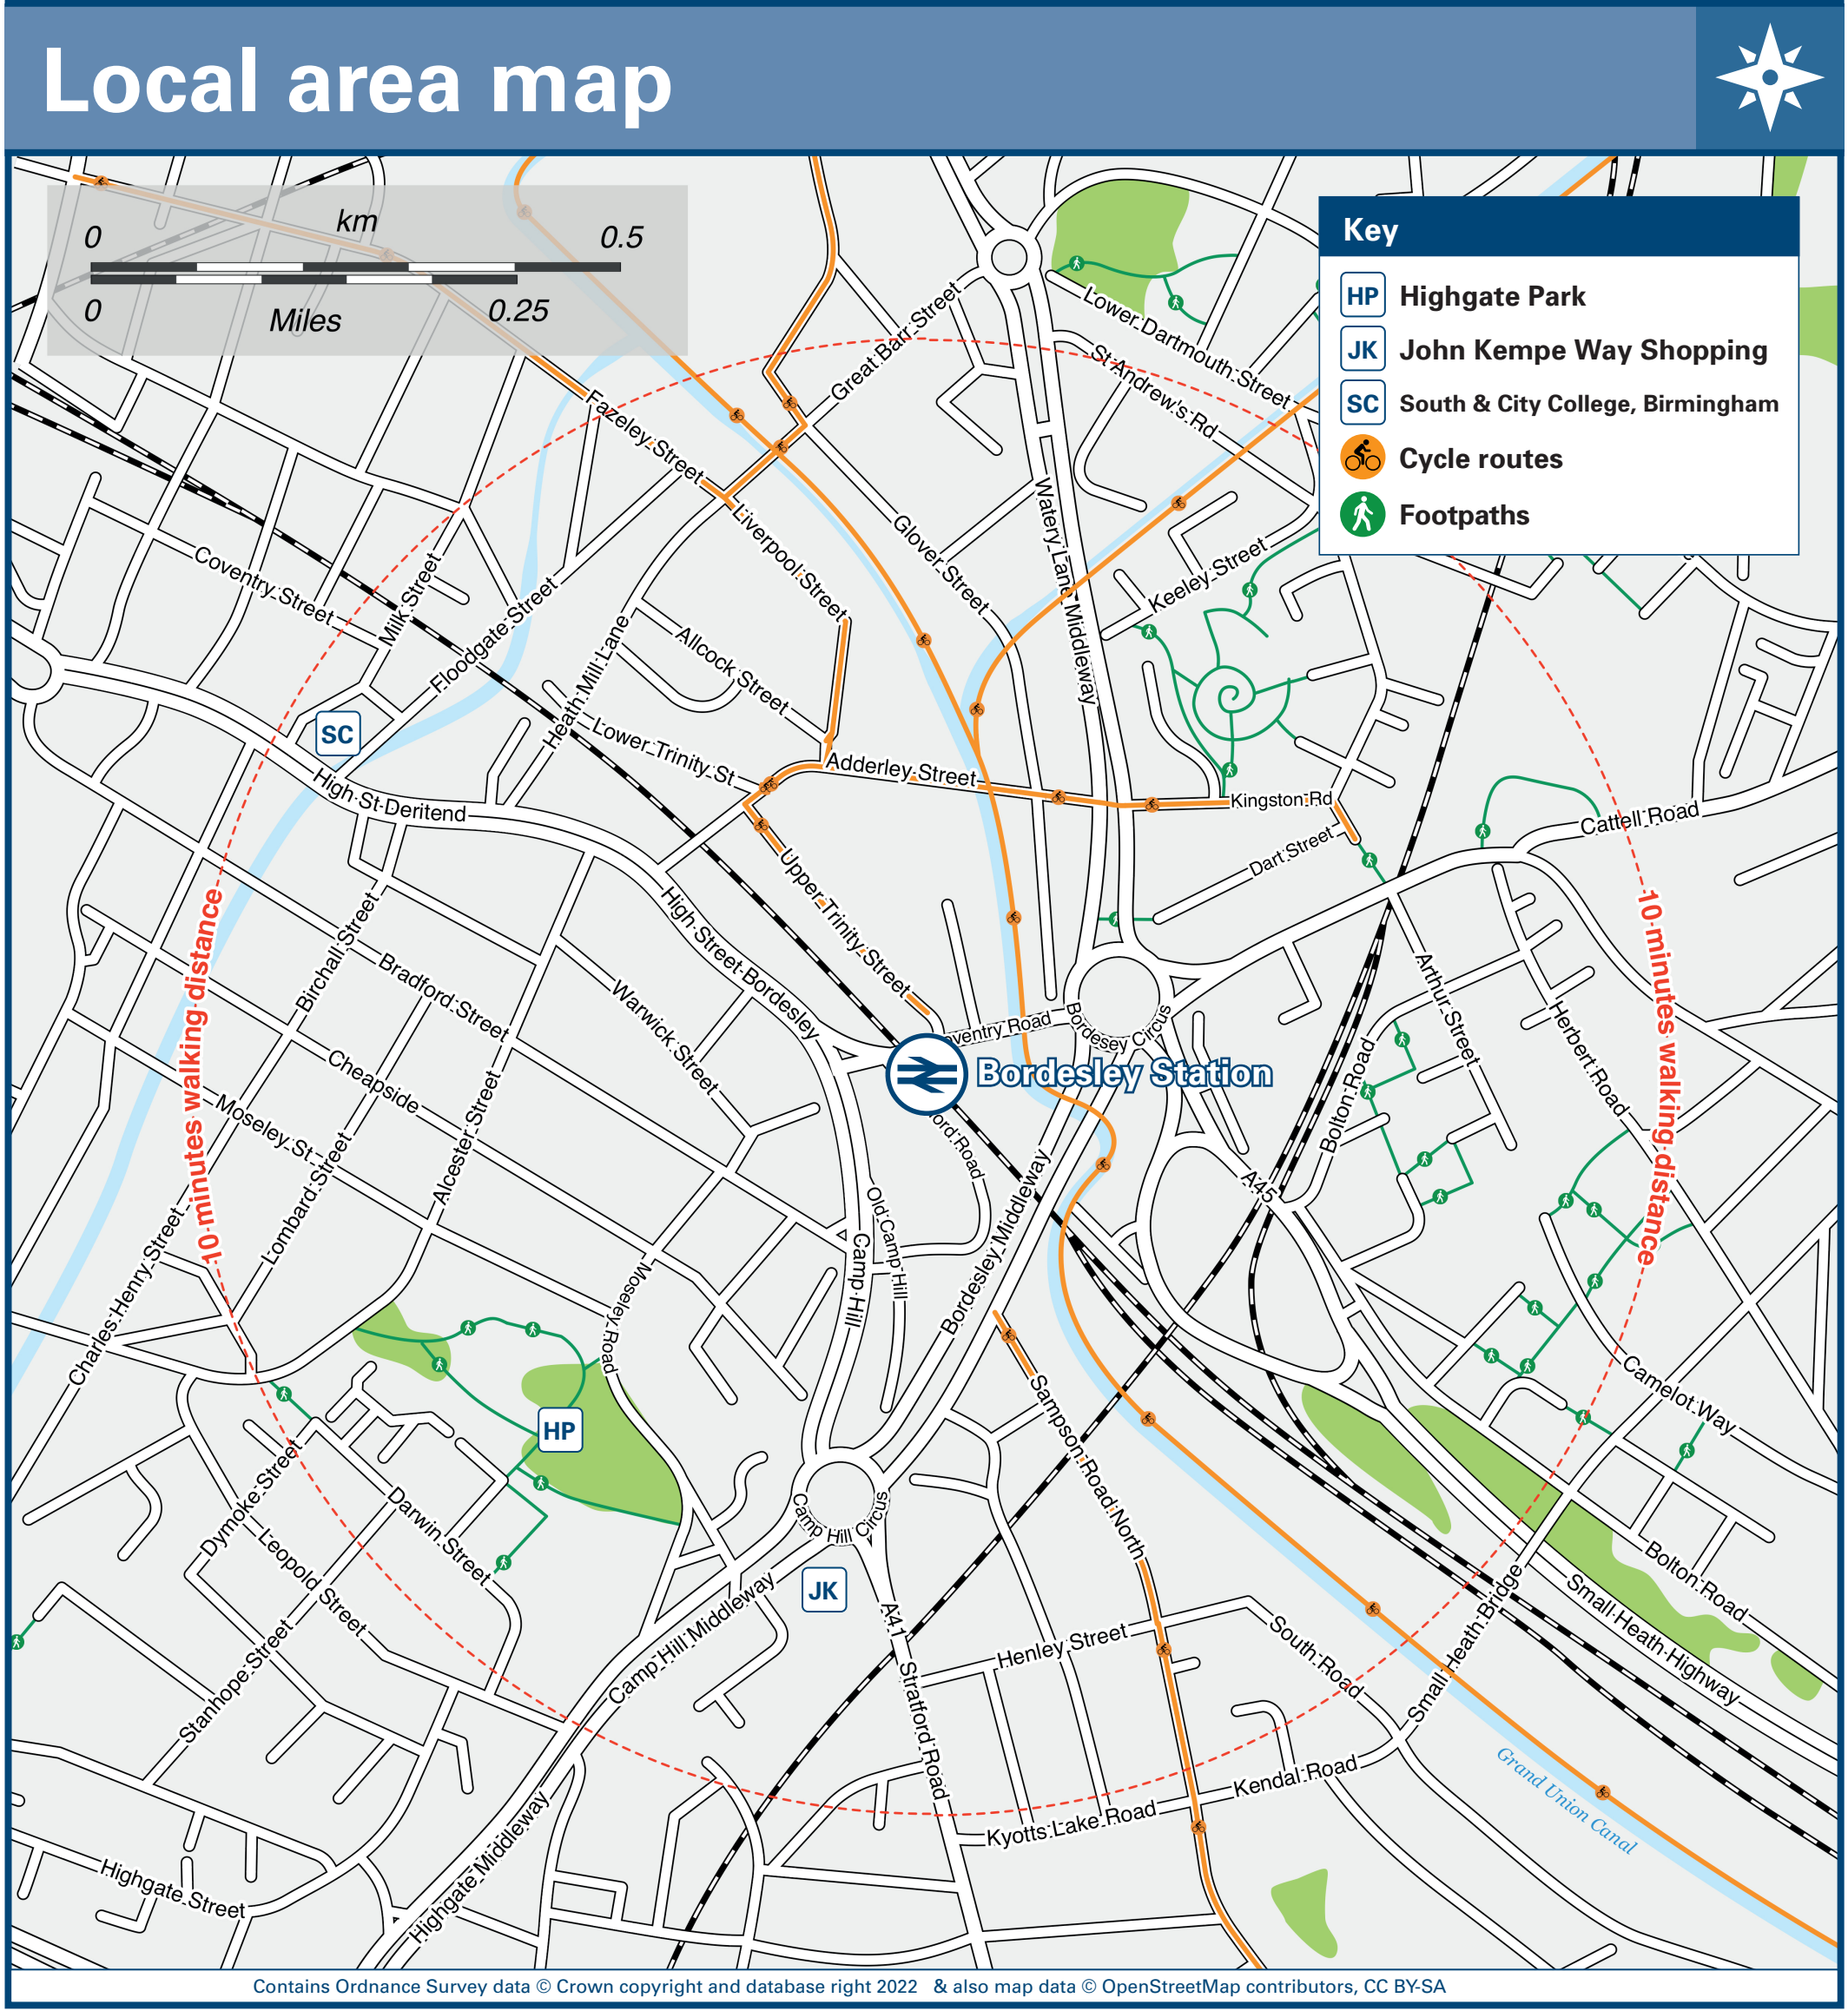 Local area map
km
0
0.5
0
0.25
Miles
Key
HP Highgate Park
JK John Kempe Way Shopping
SC South & City College, Birmingham
Cycle routes
Footpaths
Great Barr Street
Lower Dartmouth Street
St Andrew's Rd
Fazeley Street
Liverpool Street
Glover Street
Watery Lane Middleway
Keeley Street
Coventry Street
Milk Street
Floodgate Street
Heath Mill Lane
Allcock Street
Lower Trinity St
Adderley Street
Kingston Rd
Dart Street
Cattell Road
SC
High St Deritend
Upper Trinity Street
High Street Bordesley
10 minutes walking distance
10 minutes walking distance
Birchall Street
Bradford Street
Warwick Street
Arthur Street
Herbert Road
Bolton Road
oventry Road
Bordesey Circus
Bordesley Station
ord Road
Cheapside
Moseley St
Alcester Street
Lombard Street
Charles Henry Street
Old Camp Hill
Camp Hill
Bordesley Middleway
A45
Moseley Road
HP
Sampson Road North
Camelot Way
Dymoke Street
Darwin Street
Leopold Street
Stanhope Street
Camp Hill Circus
JK
Camp Hill Middleway
A41
Stratford Road
Henley Street
South Road
Small Heath Bridge
Bolton Road
Small Heath Highway
Kendal Road
Kyotts Lake Road
Grand Union Canal
Highgate Street
Highgate Middleway
Contains Ordnance Survey data © Crown copyright and database right 2022 & also map data © OpenStreetMap contributors, CC BY-SA